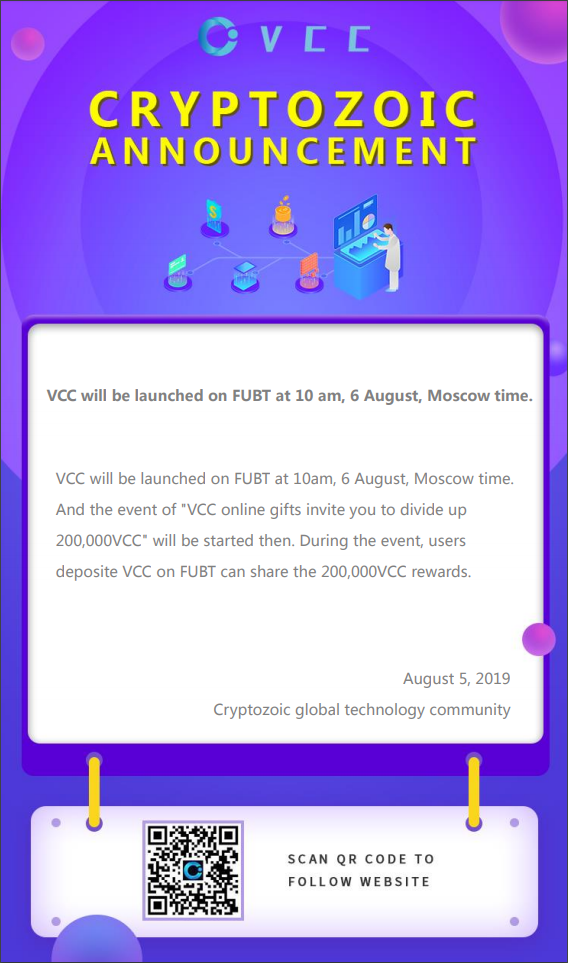 VCC
CRYPTOZOIC
ANNOUNCEMENT
VCC will be launched on FUBT at 10 am, 6 August, Moscow time.
VCC will be launched on FUBT at 10am, 6 August, Moscow time.
And the event of "VCC online gifts invite you to divide up
200,000VCC" will be started then. During the event, users
deposite VCC on FUBT can share the 200,000VCC rewards.
August 5, 2019
Cryptozoic global technology community
SCAN QR CODE TO
FOLLOW WEBSITE